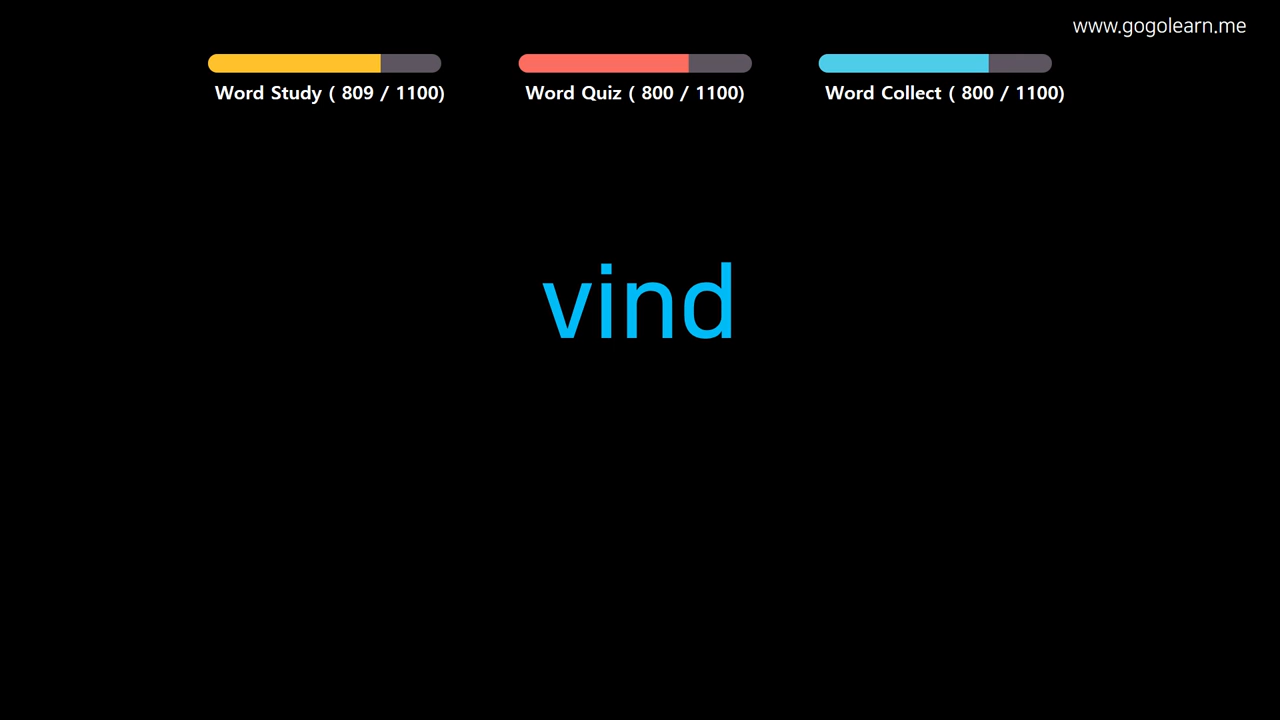 www.gogolearn.me
Word Study ( 809 / 1100)
Word Quiz ( 800 / 1100)
Word Collect ( 800 / 1100)
vind